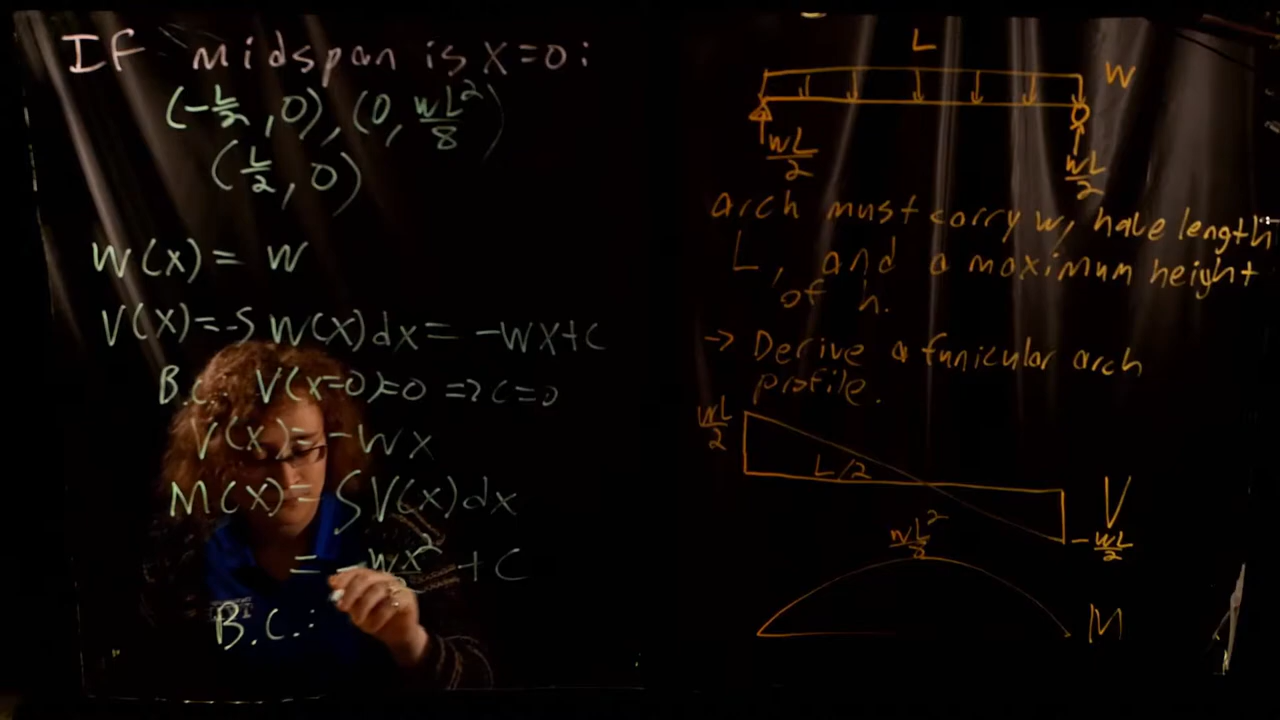 IF midspan is x=0:
(-L/2, 0), (0, wL²/8)
(L/2, 0)
W(x) = W
V(x) = -∫ W(x)dx = -Wx+C
B.C.: V(x=0)=0 => C=0
V(x) = -Wx
M(x) = ∫ V(x)dx
= -Wx²/2 + C
B.C.:
L
W
wL/2
wL/2
arch must carry w, have length
L, and a maximum height
of h.
→ Derive a funicular arch
profile.
wL/2
L/2
V
-wL/2
wL²/8
M